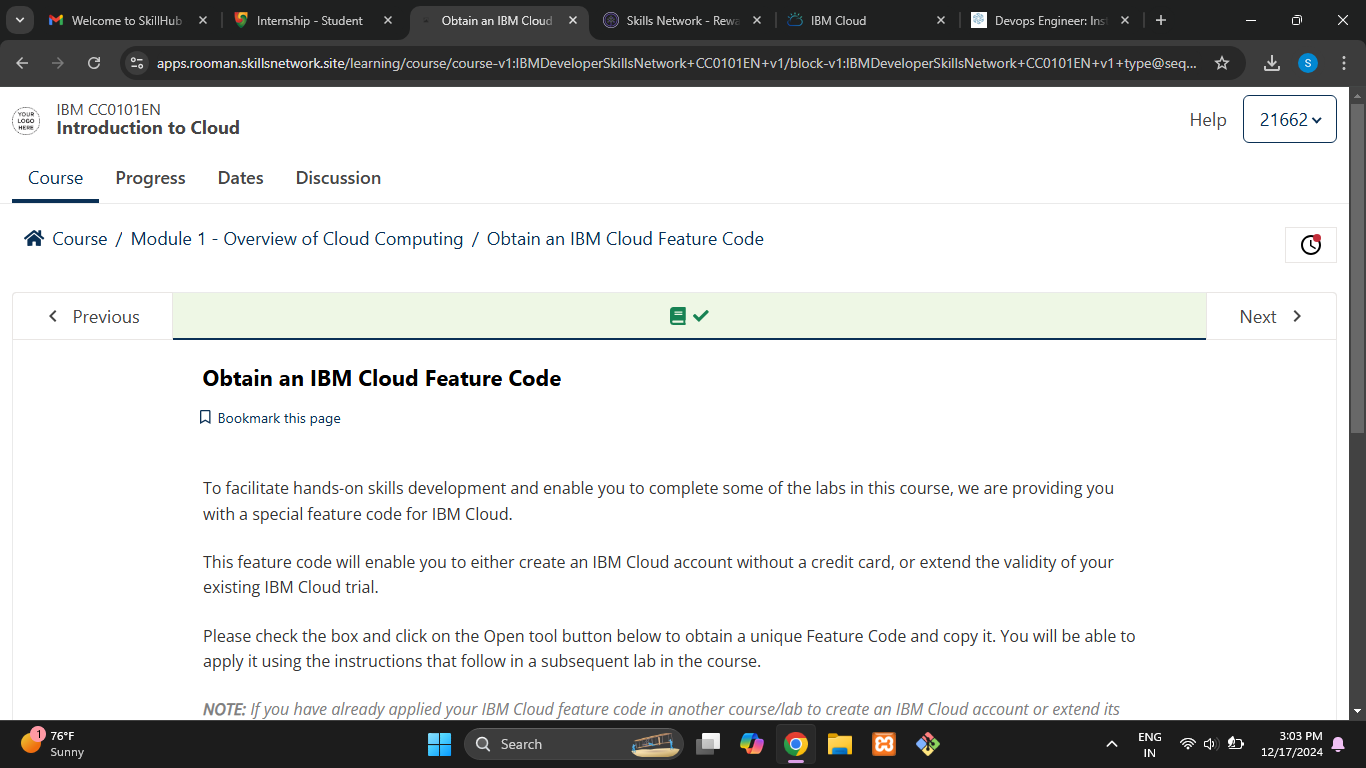 Welcome to SkillHub
Internship - Student
Obtain an IBM Cloud
Skills Network - Rewa
IBM Cloud
Devops Engineer: Inst
apps.rooman.skillsnetwork.site/learning/course/course-v1:IBMDeveloperSkillsNetwork+CC0101EN+v1/block-v1:IBMDeveloperSkillsNetwork+CC0101EN+v1+type@seq...
S
YOUR
LOGO
HERE
IBM CC0101EN
Introduction to Cloud
Help
21662
Course
Progress
Dates
Discussion
Course / Module 1 - Overview of Cloud Computing / Obtain an IBM Cloud Feature Code
Previous
Next
Obtain an IBM Cloud Feature Code
Bookmark this page
To facilitate hands-on skills development and enable you to complete some of the labs in this course, we are providing you
with a special feature code for IBM Cloud.
This feature code will enable you to either create an IBM Cloud account without a credit card, or extend the validity of your
existing IBM Cloud trial.
Please check the box and click on the Open tool button below to obtain a unique Feature Code and copy it. You will be able to
apply it using the instructions that follow in a subsequent lab in the course.
NOTE: If you have already applied your IBM Cloud feature code in another course/lab to create an IBM Cloud account or extend its
1
76°F
Sunny
Search
ENG
IN
3:03 PM
12/17/2024